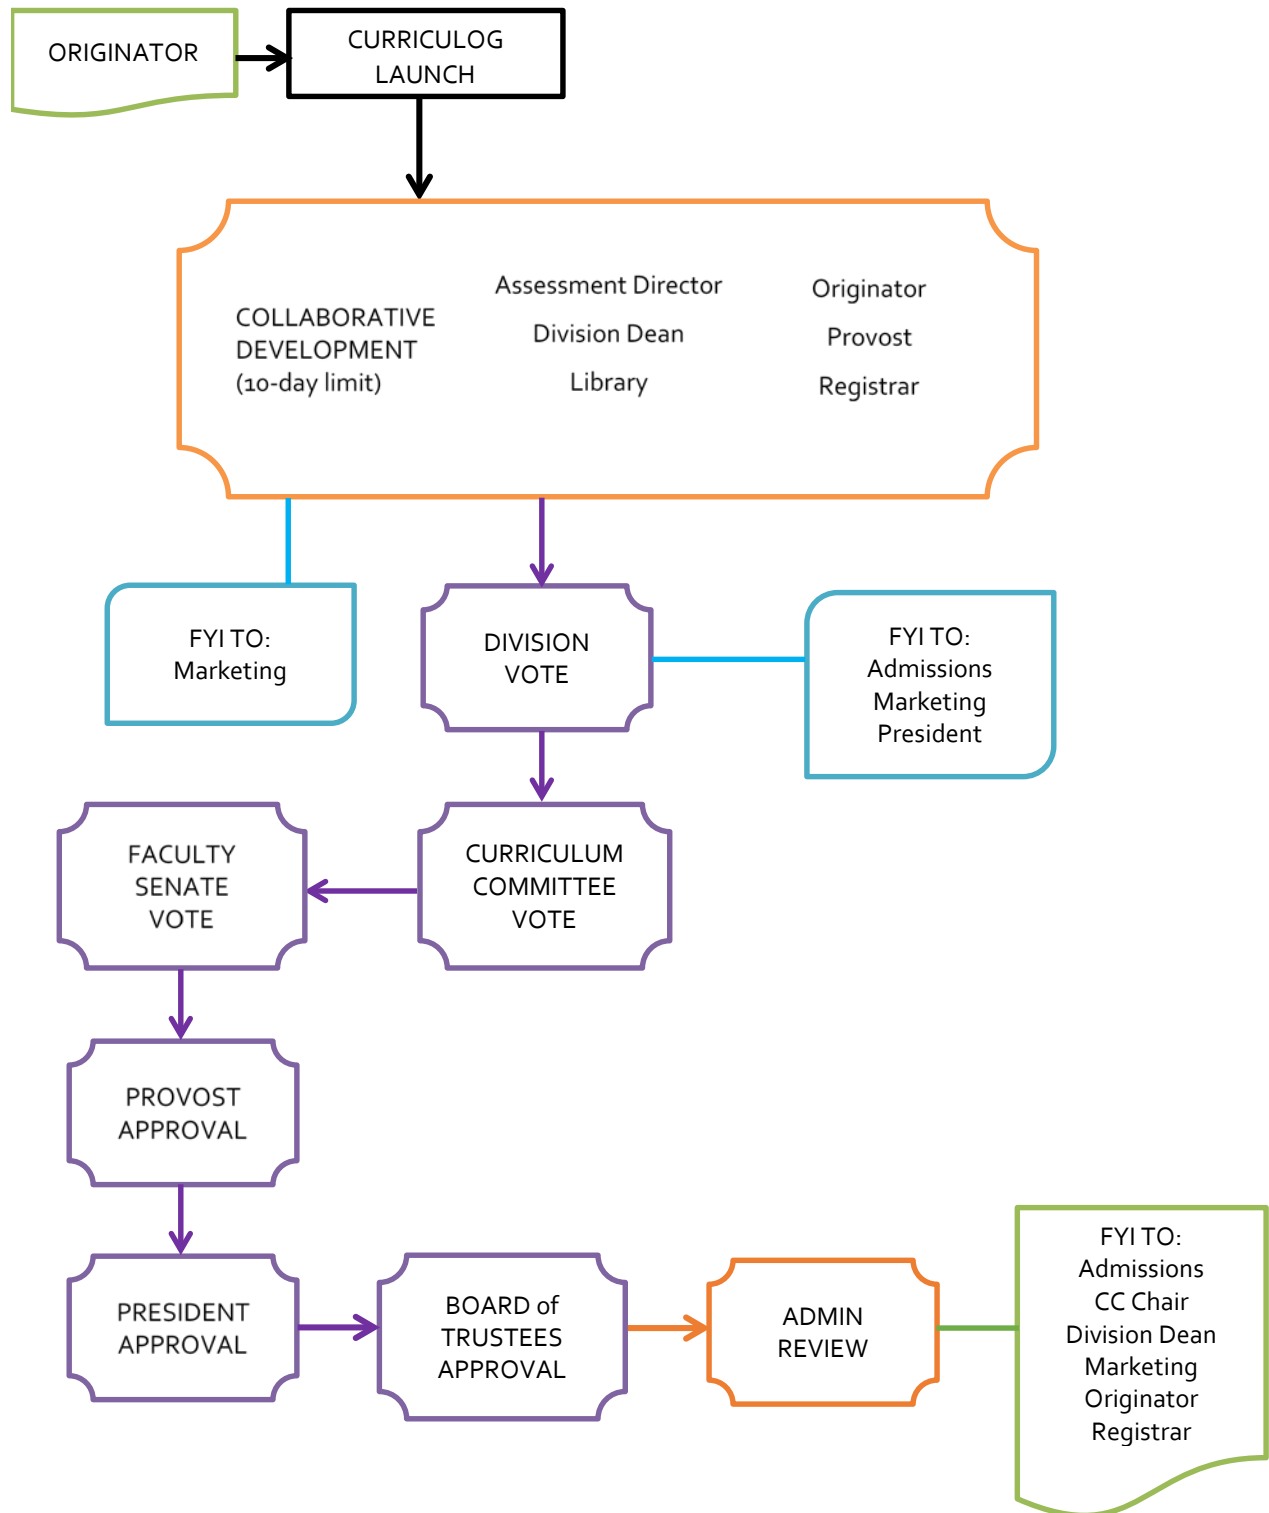 ORIGINATOR
CURRICULOG
LAUNCH
COLLABORATIVE
DEVELOPMENT
(10-day limit)
Assessment Director
Division Dean
Library
Originator
Provost
Registrar
FYI TO:
Marketing
DIVISION
VOTE
FYI TO:
Admissions
Marketing
President
FACULTY
SENATE
VOTE
CURRICULUM
COMMITTEE
VOTE
PROVOST
APPROVAL
PRESIDENT
APPROVAL
BOARD of
TRUSTEES
APPROVAL
ADMIN
REVIEW
FYI TO:
Admissions
CC Chair
Division Dean
Marketing
Originator
Registrar